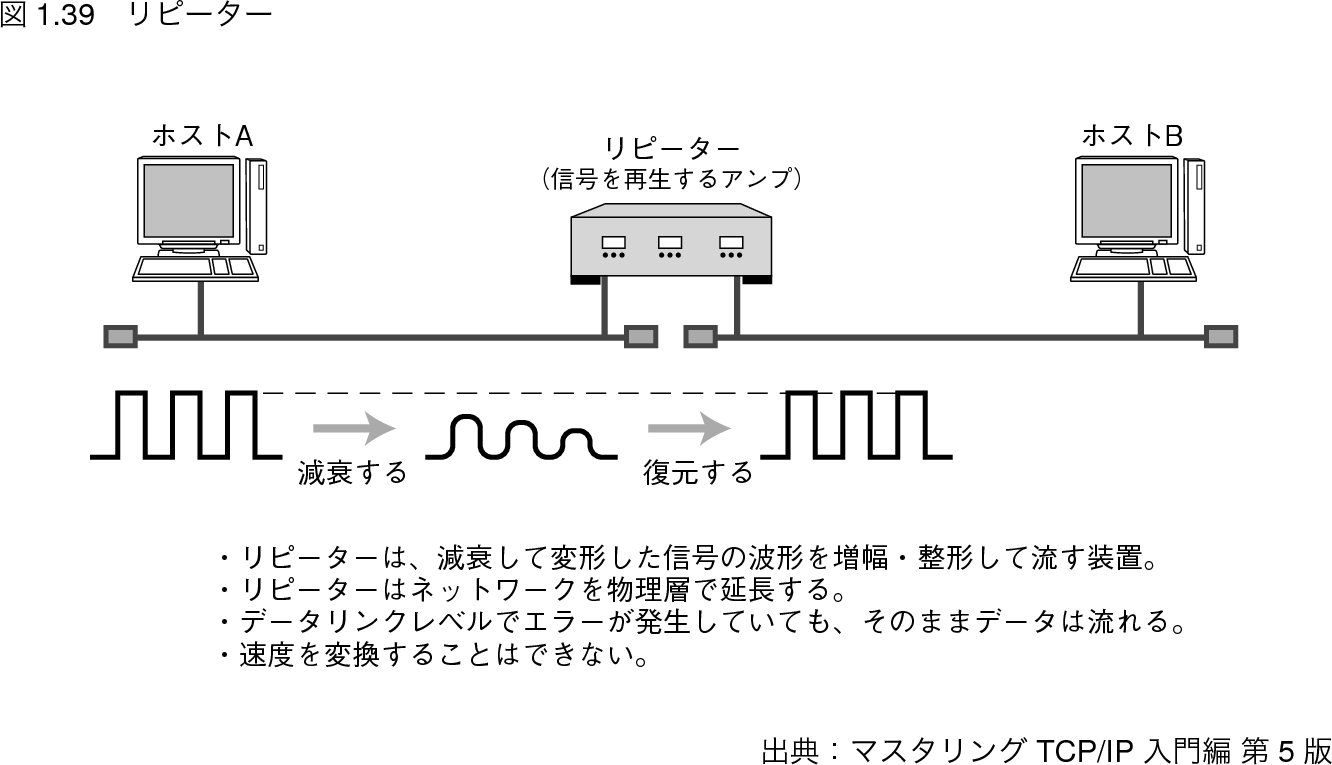 図 1.39　リピーター
ホストA
リピーター
（信号を再生するアンプ）
ホストB
減衰する
復元する
・リピーターは、減衰して変形した信号の波形を増幅・整形して流す装置。
・リピーターはネットワークを物理層で延長する。
・データリンクレベルでエラーが発生していても、そのままデータは流れる。
・速度を変換することはできない。
出典：マスタリング TCP/IP 入門編 第 5 版